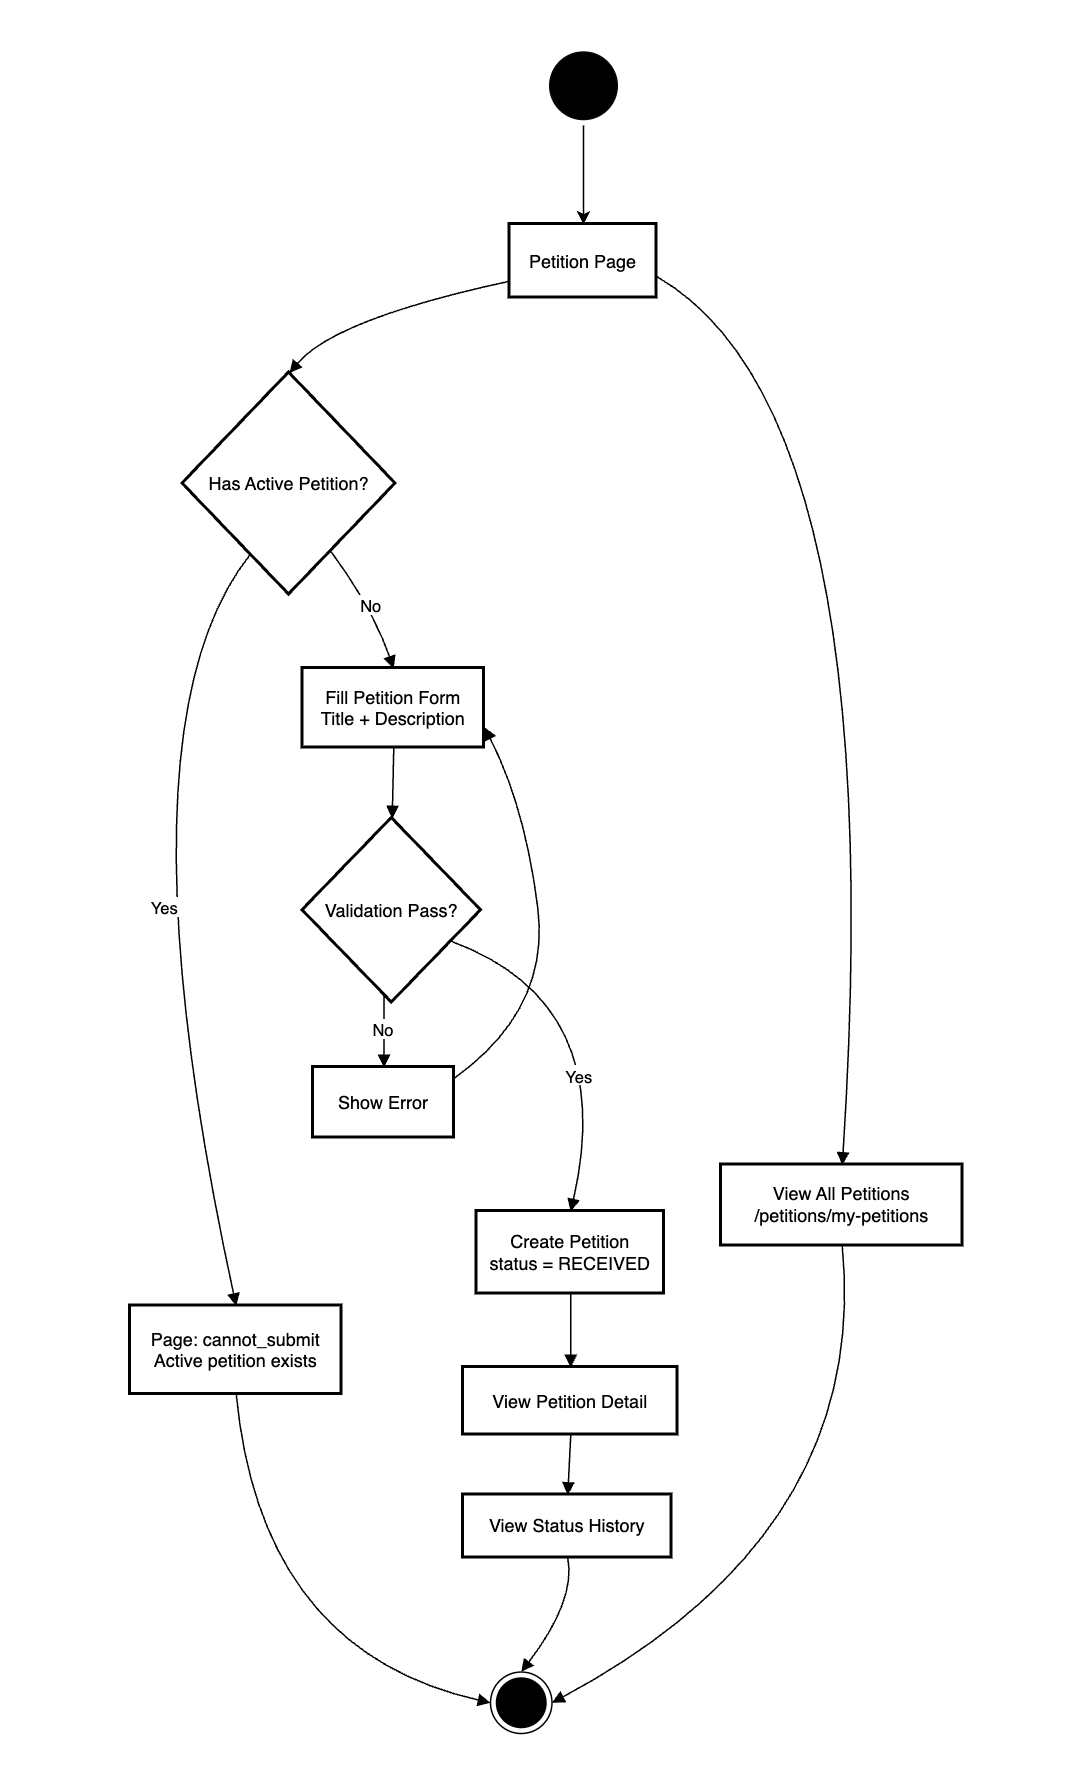 Petition Page
Has Active Petition?
No
Fill Petition Form
Title + Description
Yes
Validation Pass?
No
Yes
Show Error
View All Petitions
/petitions/my-petitions
Create Petition
status = RECEIVED
Page: cannot_submit
Active petition exists
View Petition Detail
View Status History